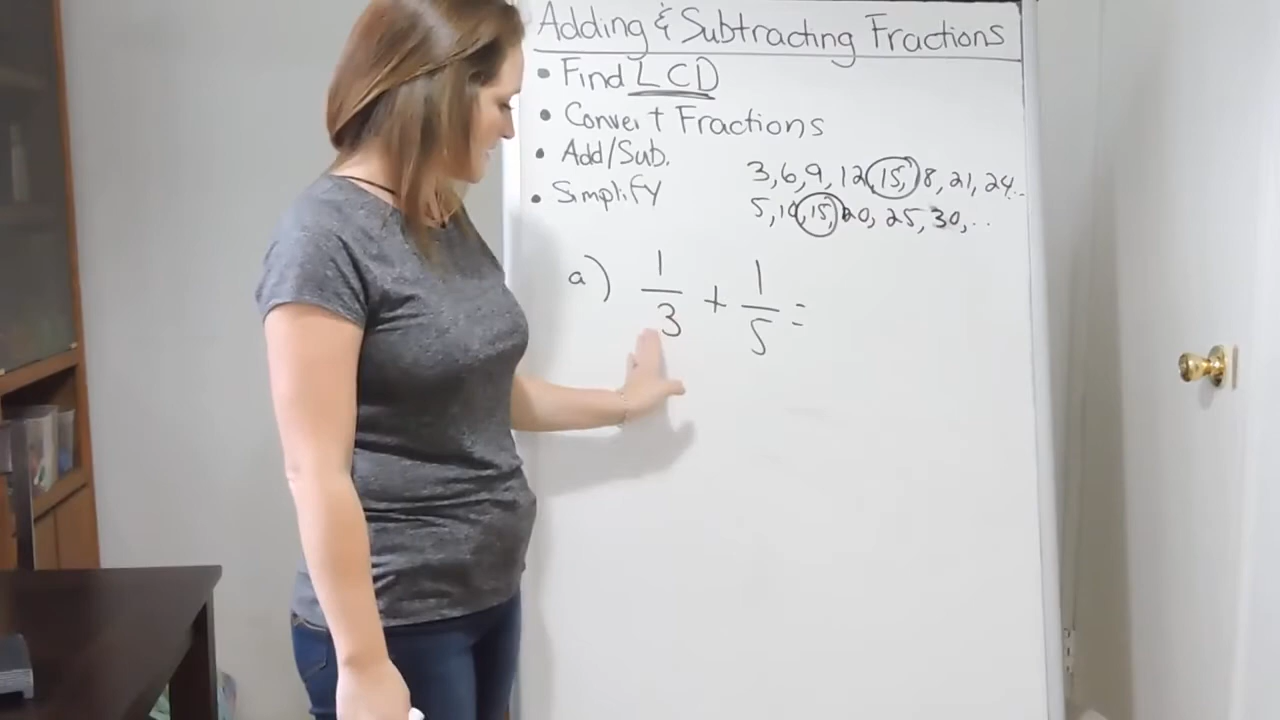 Adding & Subtracting Fractions
• Find LCD
• Convert Fractions
• Add/Sub.
• Simplify
3, 6, 9, 12, 15, 18, 21, 24...
5, 10, 15, 20, 25, 30, ...
a) 1/3 + 1/5 =